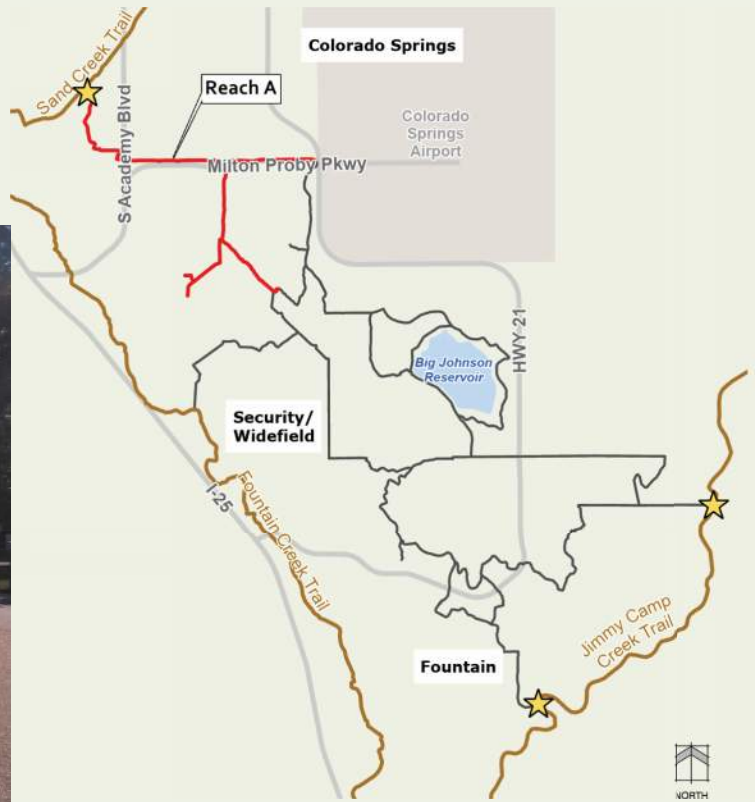 Colorado Springs
Sand Creek Trail
Reach A
S Academy Blvd
Colorado
Springs
Airport
Milton Proby Pkwy
HWY 21
Big Johnson
Reservoir
Security/
Widefield
I-25
Fountain Creek Trail
Jimmy Camp
Creek Trail
Fountain
NORTH